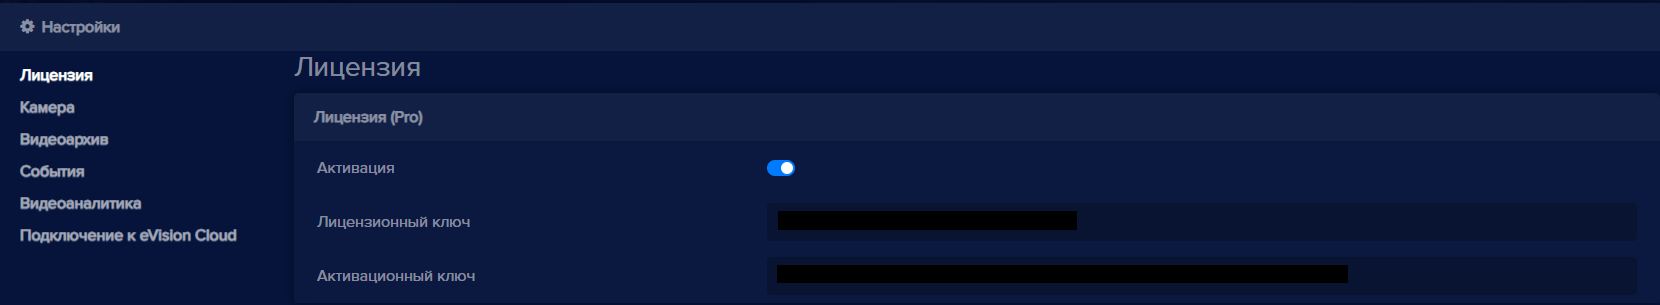 Настройки
Лицензия
Камера
Видеоархив
События
Видеоаналитика
Подключение к eVision Cloud
Лицензия
Лицензия (Pro)
Активация
Лицензионный ключ
Активационный ключ